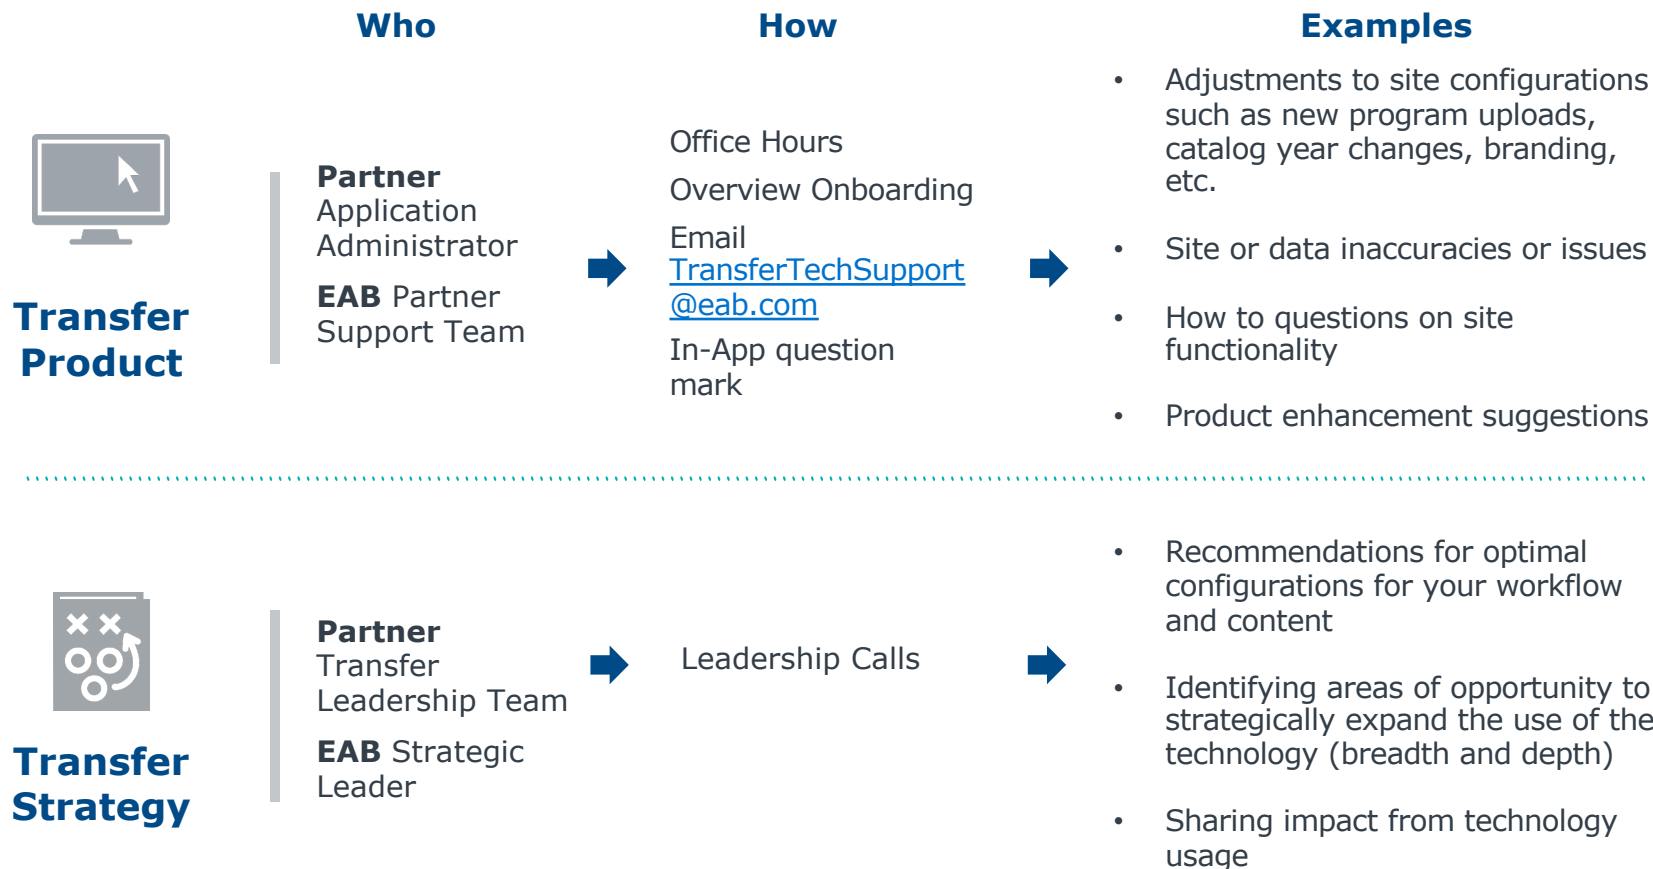 Who
How
Examples
Transfer
Product
Partner
Application
Administrator
EAB Partner
Support Team
Office Hours
Overview Onboarding
Email
TransferTechSupport
@eab.com
In-App question
mark
• Adjustments to site configurations
such as new program uploads,
catalog year changes, branding,
etc.
• Site or data inaccuracies or issues
• How to questions on site
functionality
• Product enhancement suggestions
Transfer
Strategy
Partner
Transfer
Leadership Team
EAB Strategic
Leader
Leadership Calls
• Recommendations for optimal
configurations for your workflow
and content
• Identifying areas of opportunity to
strategically expand the use of the
technology (breadth and depth)
• Sharing impact from technology
usage